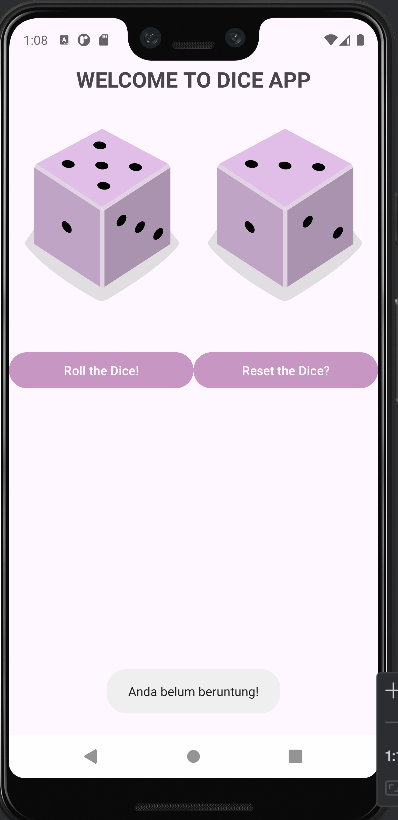 1:08
WELCOME TO DICE APP
Roll the Dice!
Reset the Dice?
Anda belum beruntung!